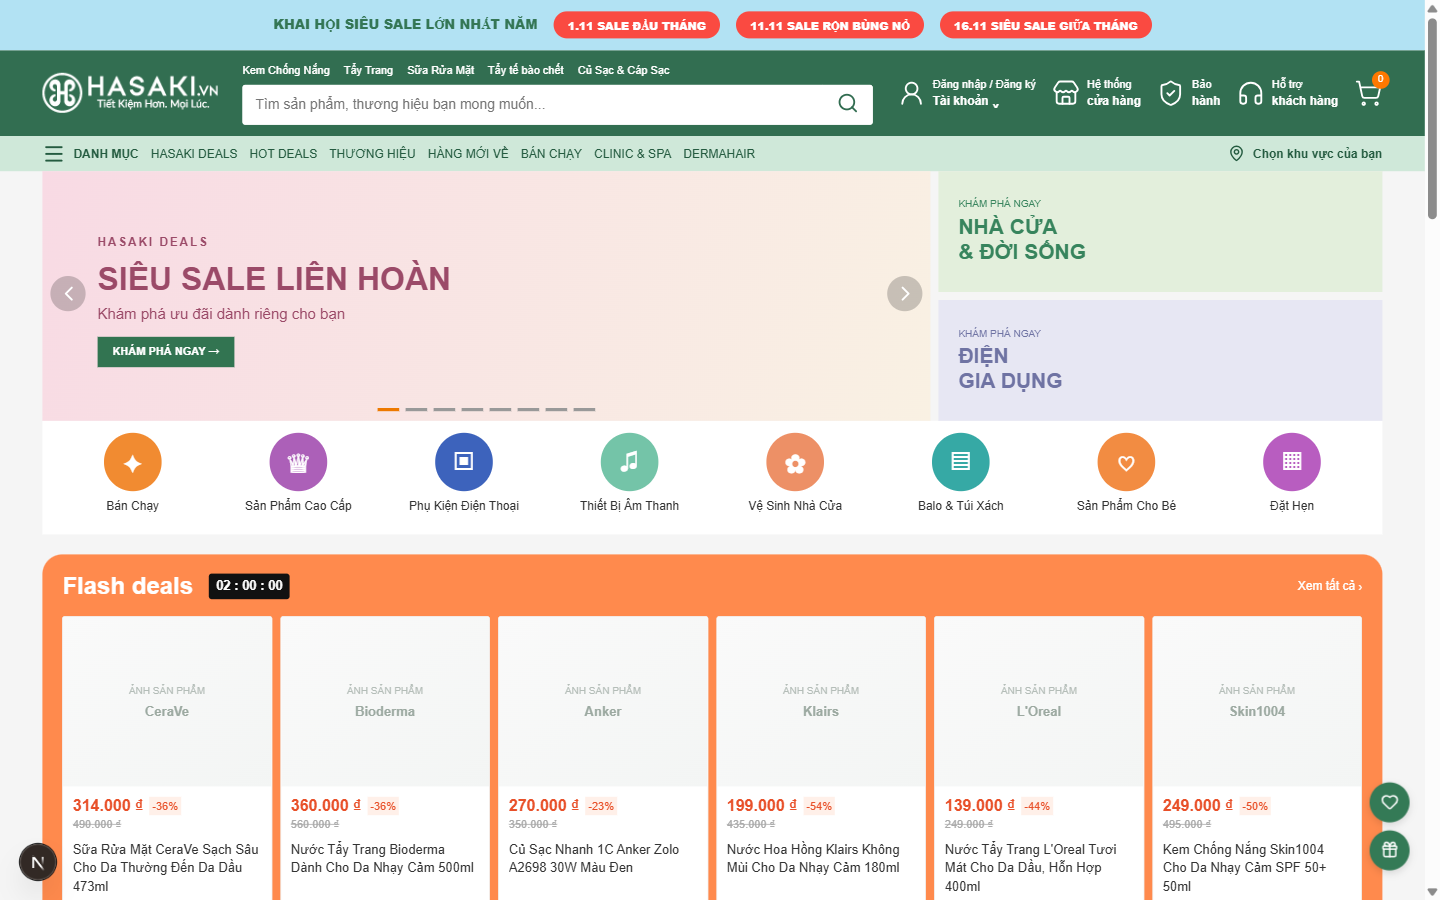 KHAI HỘI SIÊU SALE LỚN NHẤT NĂM
1.11 SALE ĐẦU THÁNG
11.11 SALE RỘN BÙNG NỔ
16.11 SIÊU SALE GIỮA THÁNG
HASAKI.VN
Tiết Kiệm Hơn. Mọi Lúc.
Kem Chống Nắng
Tẩy Trang
Sữa Rửa Mặt
Tẩy tế bào chết
Củ Sạc & Cáp Sạc
Tìm sản phẩm, thương hiệu bạn mong muốn...
Đăng nhập / Đăng ký
Tài khoản
Hệ thống
cửa hàng
Bảo
hành
Hỗ trợ
khách hàng
0
DANH MỤC
HASAKI DEALS
HOT DEALS
THƯƠNG HIỆU
HÀNG MỚI VỀ
BÁN CHẠY
CLINIC & SPA
DERMAHAIR
Chọn khu vực của bạn
HASAKI DEALS
SIÊU SALE LIÊN HOÀN
Khám phá ưu đãi dành riêng cho bạn
KHÁM PHÁ NGAY →
KHÁM PHÁ NGAY
NHÀ CỬA
& ĐỜI SỐNG
KHÁM PHÁ NGAY
ĐIỆN
GIA DỤNG
Bán Chạy
Sản Phẩm Cao Cấp
Phụ Kiện Điện Thoại
Thiết Bị Âm Thanh
Vệ Sinh Nhà Cửa
Balo & Túi Xách
Sản Phẩm Cho Bé
Đặt Hẹn
Flash deals
02 : 00 : 00
Xem tất cả ›
ẢNH SẢN PHẨM
CeraVe
314.000 ₫ -36%
490.000 ₫
Sữa Rửa Mặt CeraVe Sạch Sâu
Cho Da Thường Đến Da Dầu
473ml
ẢNH SẢN PHẨM
Bioderma
360.000 ₫ -36%
560.000 ₫
Nước Tẩy Trang Bioderma
Dành Cho Da Nhạy Cảm 500ml
ẢNH SẢN PHẨM
Anker
270.000 ₫ -23%
350.000 ₫
Củ Sạc Nhanh 1C Anker Zolo
A2698 30W Màu Đen
ẢNH SẢN PHẨM
Klairs
199.000 ₫ -54%
435.000 ₫
Nước Hoa Hồng Klairs Không
Mùi Cho Da Nhạy Cảm 180ml
ẢNH SẢN PHẨM
L'Oreal
139.000 ₫ -44%
249.000 ₫
Nước Tẩy Trang L'Oreal Tươi
Mát Cho Da Dầu, Hỗn Hợp
400ml
ẢNH SẢN PHẨM
Skin1004
249.000 ₫ -50%
495.000 ₫
Kem Chống Nắng Skin1004
Cho Da Nhạy Cảm SPF 50+
50ml
N